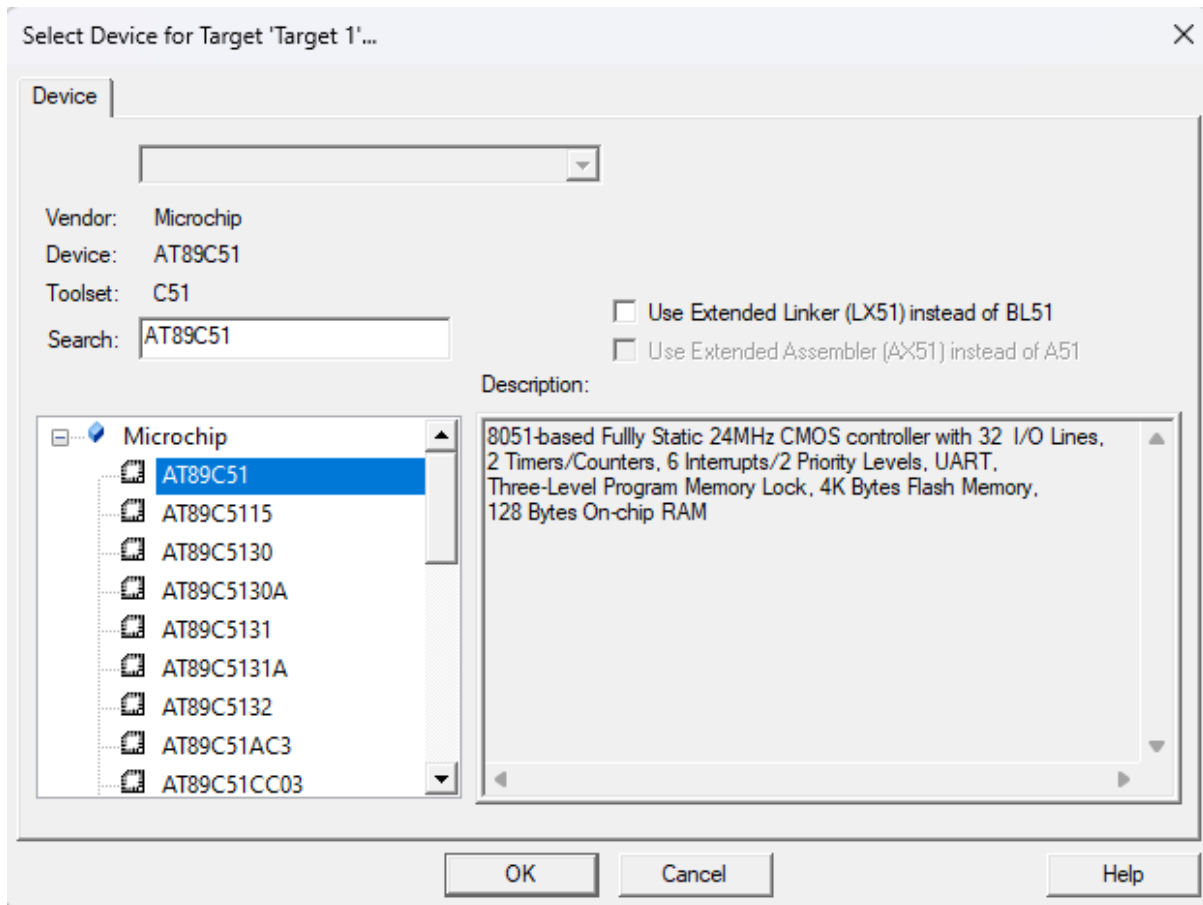 Select Device for Target 'Target 1'...
Device
Vendor: Microchip
Device: AT89C51
Toolset: C51
Search: AT89C51
Use Extended Linker (LX51) instead of BL51
Use Extended Assembler (AX51) instead of A51
Description:
Microchip
AT89C51
AT89C5115
AT89C5130
AT89C5130A
AT89C5131
AT89C5131A
AT89C5132
AT89C51AC3
AT89C51CC03
8051-based Fullly Static 24MHz CMOS controller with 32 I/O Lines,
2 Timers/Counters, 6 Interrupts/2 Priority Levels, UART,
Three-Level Program Memory Lock, 4K Bytes Flash Memory,
128 Bytes On-chip RAM
OK
Cancel
Help